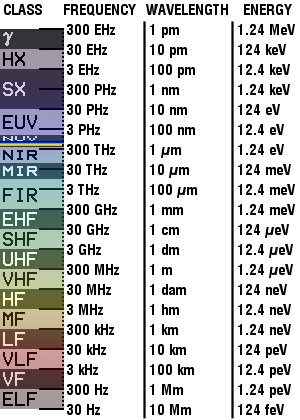 CLASS FREQUENCY WAVELENGTH ENERGY
300 EHz 1 pm 1.24 MeV
γ
30 EHz 10 pm 124 keV
HX
3 EHz 100 pm 12.4 keV
SX
300 PHz 1 nm 1.24 keV
30 PHz 10 nm 124 eV
EUV
3 PHz 100 nm 12.4 eV
NUV
300 THz 1 µm 1.24 eV
NIR
30 THz 10 µm 124 meV
MIR
3 THz 100 µm 12.4 meV
FIR
300 GHz 1 mm 1.24 meV
EHF
30 GHz 1 cm 124 µeV
SHF
3 GHz 1 dm 12.4 µeV
UHF
300 MHz 1 m 1.24 µeV
VHF
30 MHz 1 dam 124 neV
HF
3 MHz 1 hm 12.4 neV
MF
300 kHz 1 km 1.24 neV
LF
30 kHz 10 km 124 peV
VLF
3 kHz 100 km 12.4 peV
VF
300 Hz 1 Mm 1.24 peV
ELF
30 Hz 10 Mm 124 feV